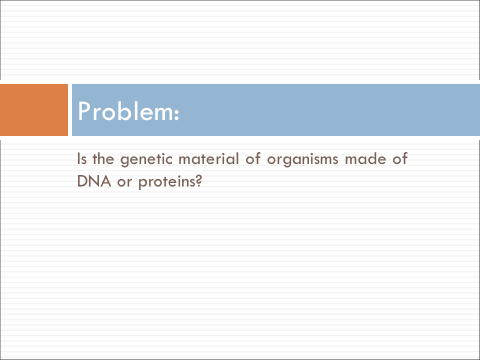 Problem:
Is the genetic material of organisms made of
DNA or proteins?